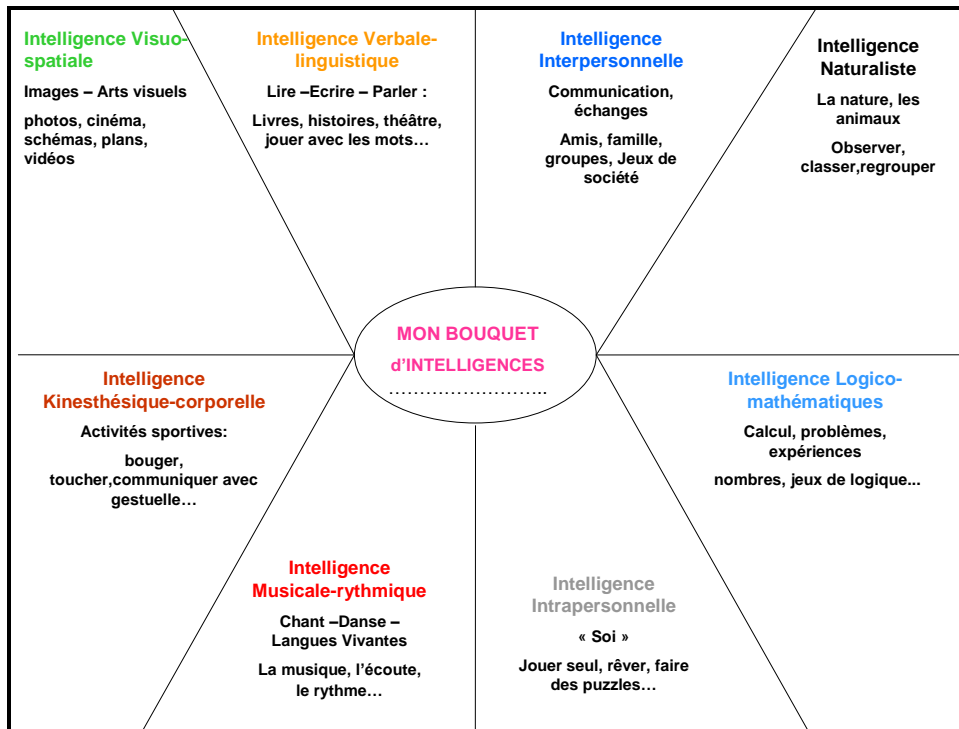 Intelligence Visuo-
spatiale
Images – Arts visuels
photos, cinéma,
schémas, plans,
vidéos
Intelligence Verbale-
linguistique
Lire –Ecrire – Parler :
Livres, histoires, théâtre,
jouer avec les mots…
Intelligence
Interpersonnelle
Communication,
échanges
Amis, famille,
groupes, Jeux de
société
Intelligence
Naturaliste
La nature, les
animaux
Observer,
classer,regrouper
MON BOUQUET
d’INTELLIGENCES
……………………..
Intelligence
Kinesthésique-corporelle
Activités sportives:
bouger,
toucher,communiquer avec
gestuelle…
Intelligence Logico-
mathématiques
Calcul, problèmes,
expériences
nombres, jeux de logique...
Intelligence
Musicale-rythmique
Chant –Danse –
Langues Vivantes
La musique, l’écoute,
le rythme…
Intelligence
Intrapersonnelle
« Soi »
Jouer seul, rêver, faire
des puzzles…